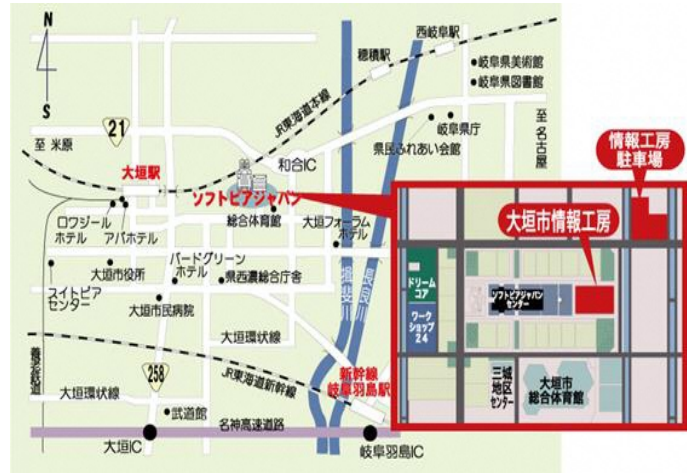 N
S
西岐阜駅
穂積駅
岐阜県美術館
岐阜県図書館
JR東海道本線
21
至 米原
岐阜県庁
県民ふれあい会館
至 名古屋
和合IC
大垣駅
ソフトピアジャパン
総合体育館
ロワジール
ホテル
アパホテル
大垣フォーラム
ホテル
大垣市役所
バードグリーン
ホテル
県西濃総合庁舎
揖斐川
長良川
スイトピア
センター
大垣市民病院
大垣環状線
養老鉄道
258
JR東海道新幹線
新幹線
岐阜羽島駅
大垣環状線
武道館
名神高速道路
大垣IC
岐阜羽島IC
情報工房
駐車場
大垣市情報工房
ドリーム
コア
ソフトピアジャパン
センター
ワーク
ショップ
24
三城
地区
センター
大垣市
総合体育館